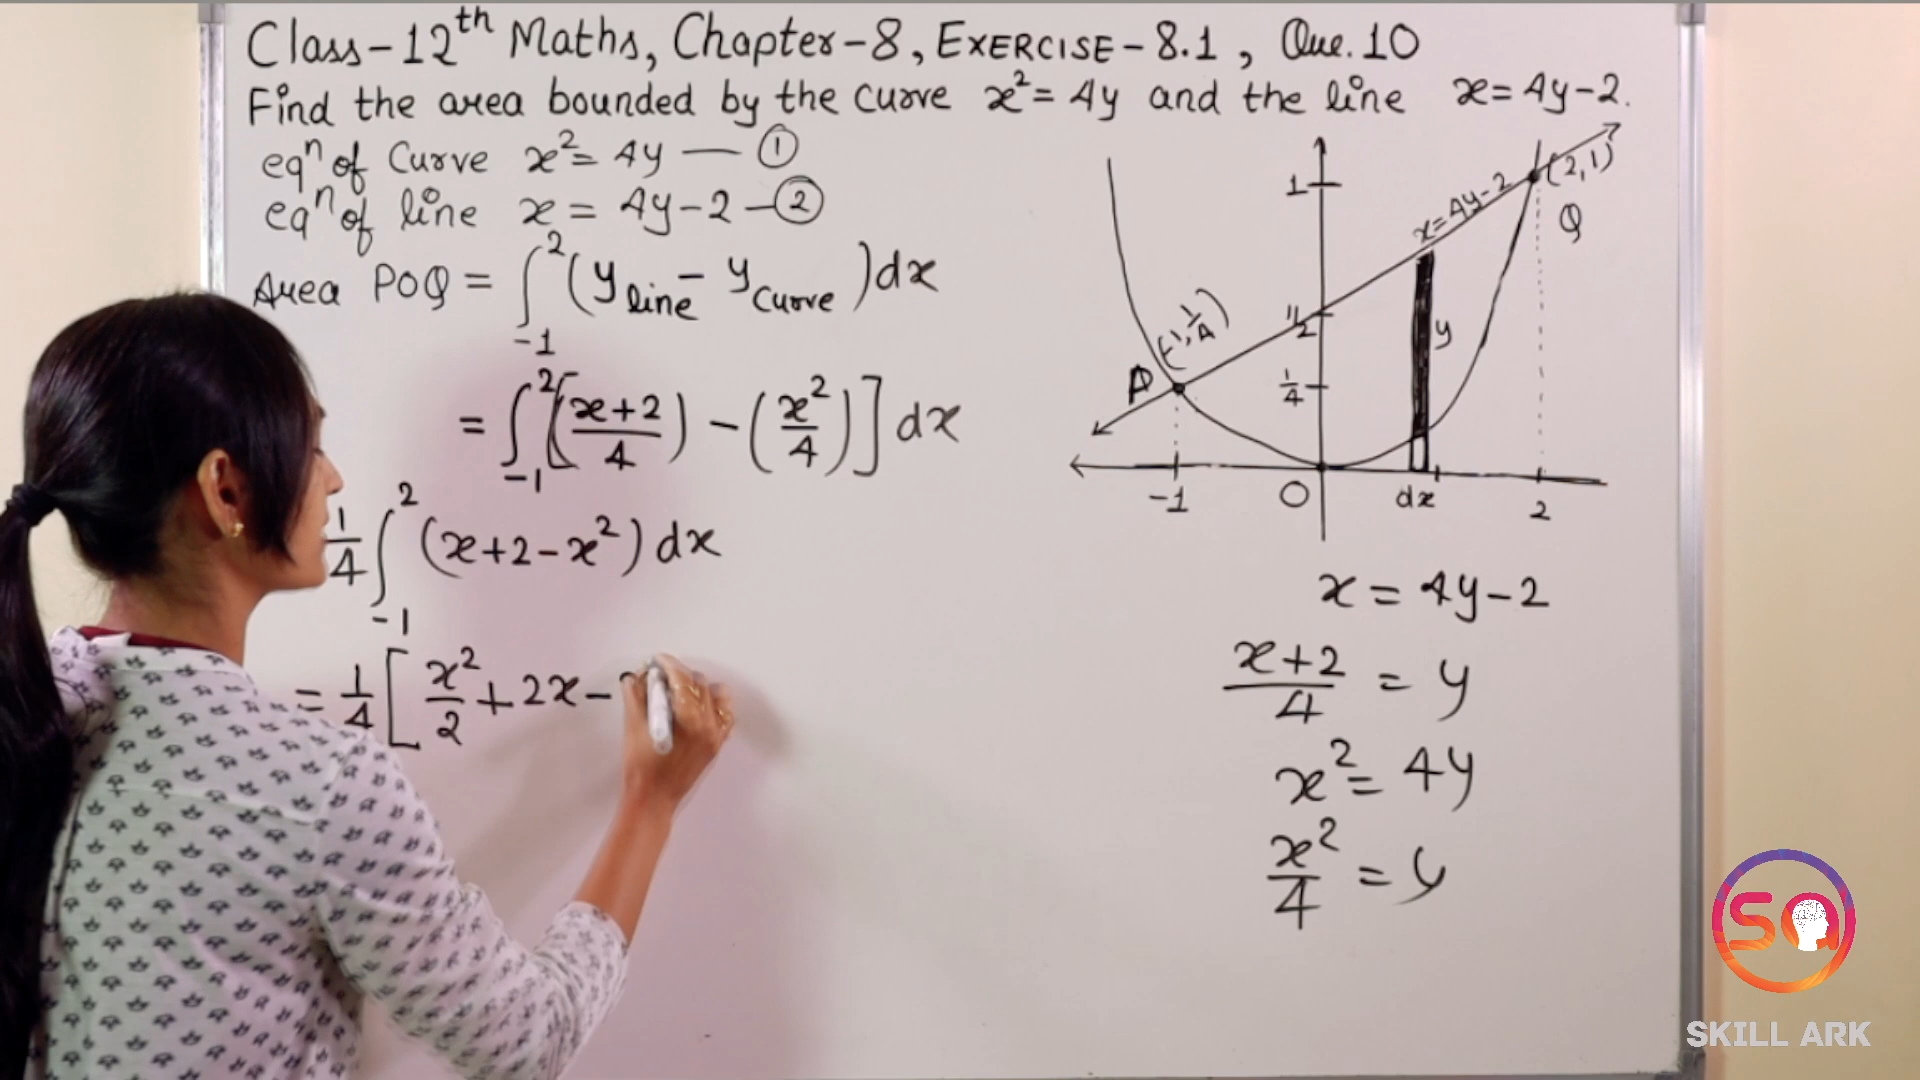 Class-12th Maths, Chapter-8, EXERCISE-8.1, Que.10
Find the area bounded by the curve x²=4y and the line x=4y-2.
eqⁿ of Curve x²=4y — ①
eqⁿ of line x = 4y-2 -②
Area POQ = ∫₋₁² (y line - y Curve) dx
= ∫₋₁² [(x+2/4) - (x²/4)] dx
1/4 ∫₋₁² (x+2-x²) dx
= 1/4 [x²/2 + 2x -
1
(2,1)
Q
x=4y-2
1/2
y
(-1, 1/4)
P
1/4
-1
O
dx
2
x = 4y-2
x+2/4 = y
x² = 4y
x²/4 = y
SA
SKILL ARK